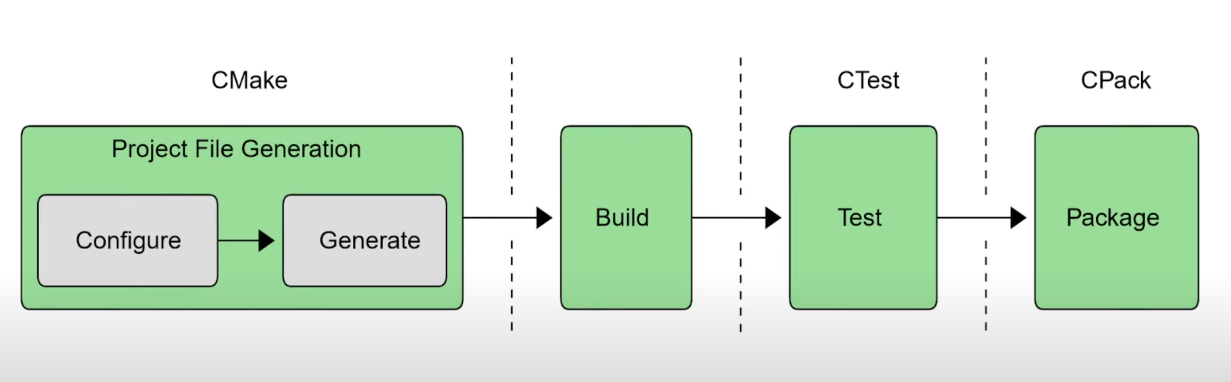 CMake
CTest
CPack
Project File Generation
Configure
Generate
Build
Test
Package